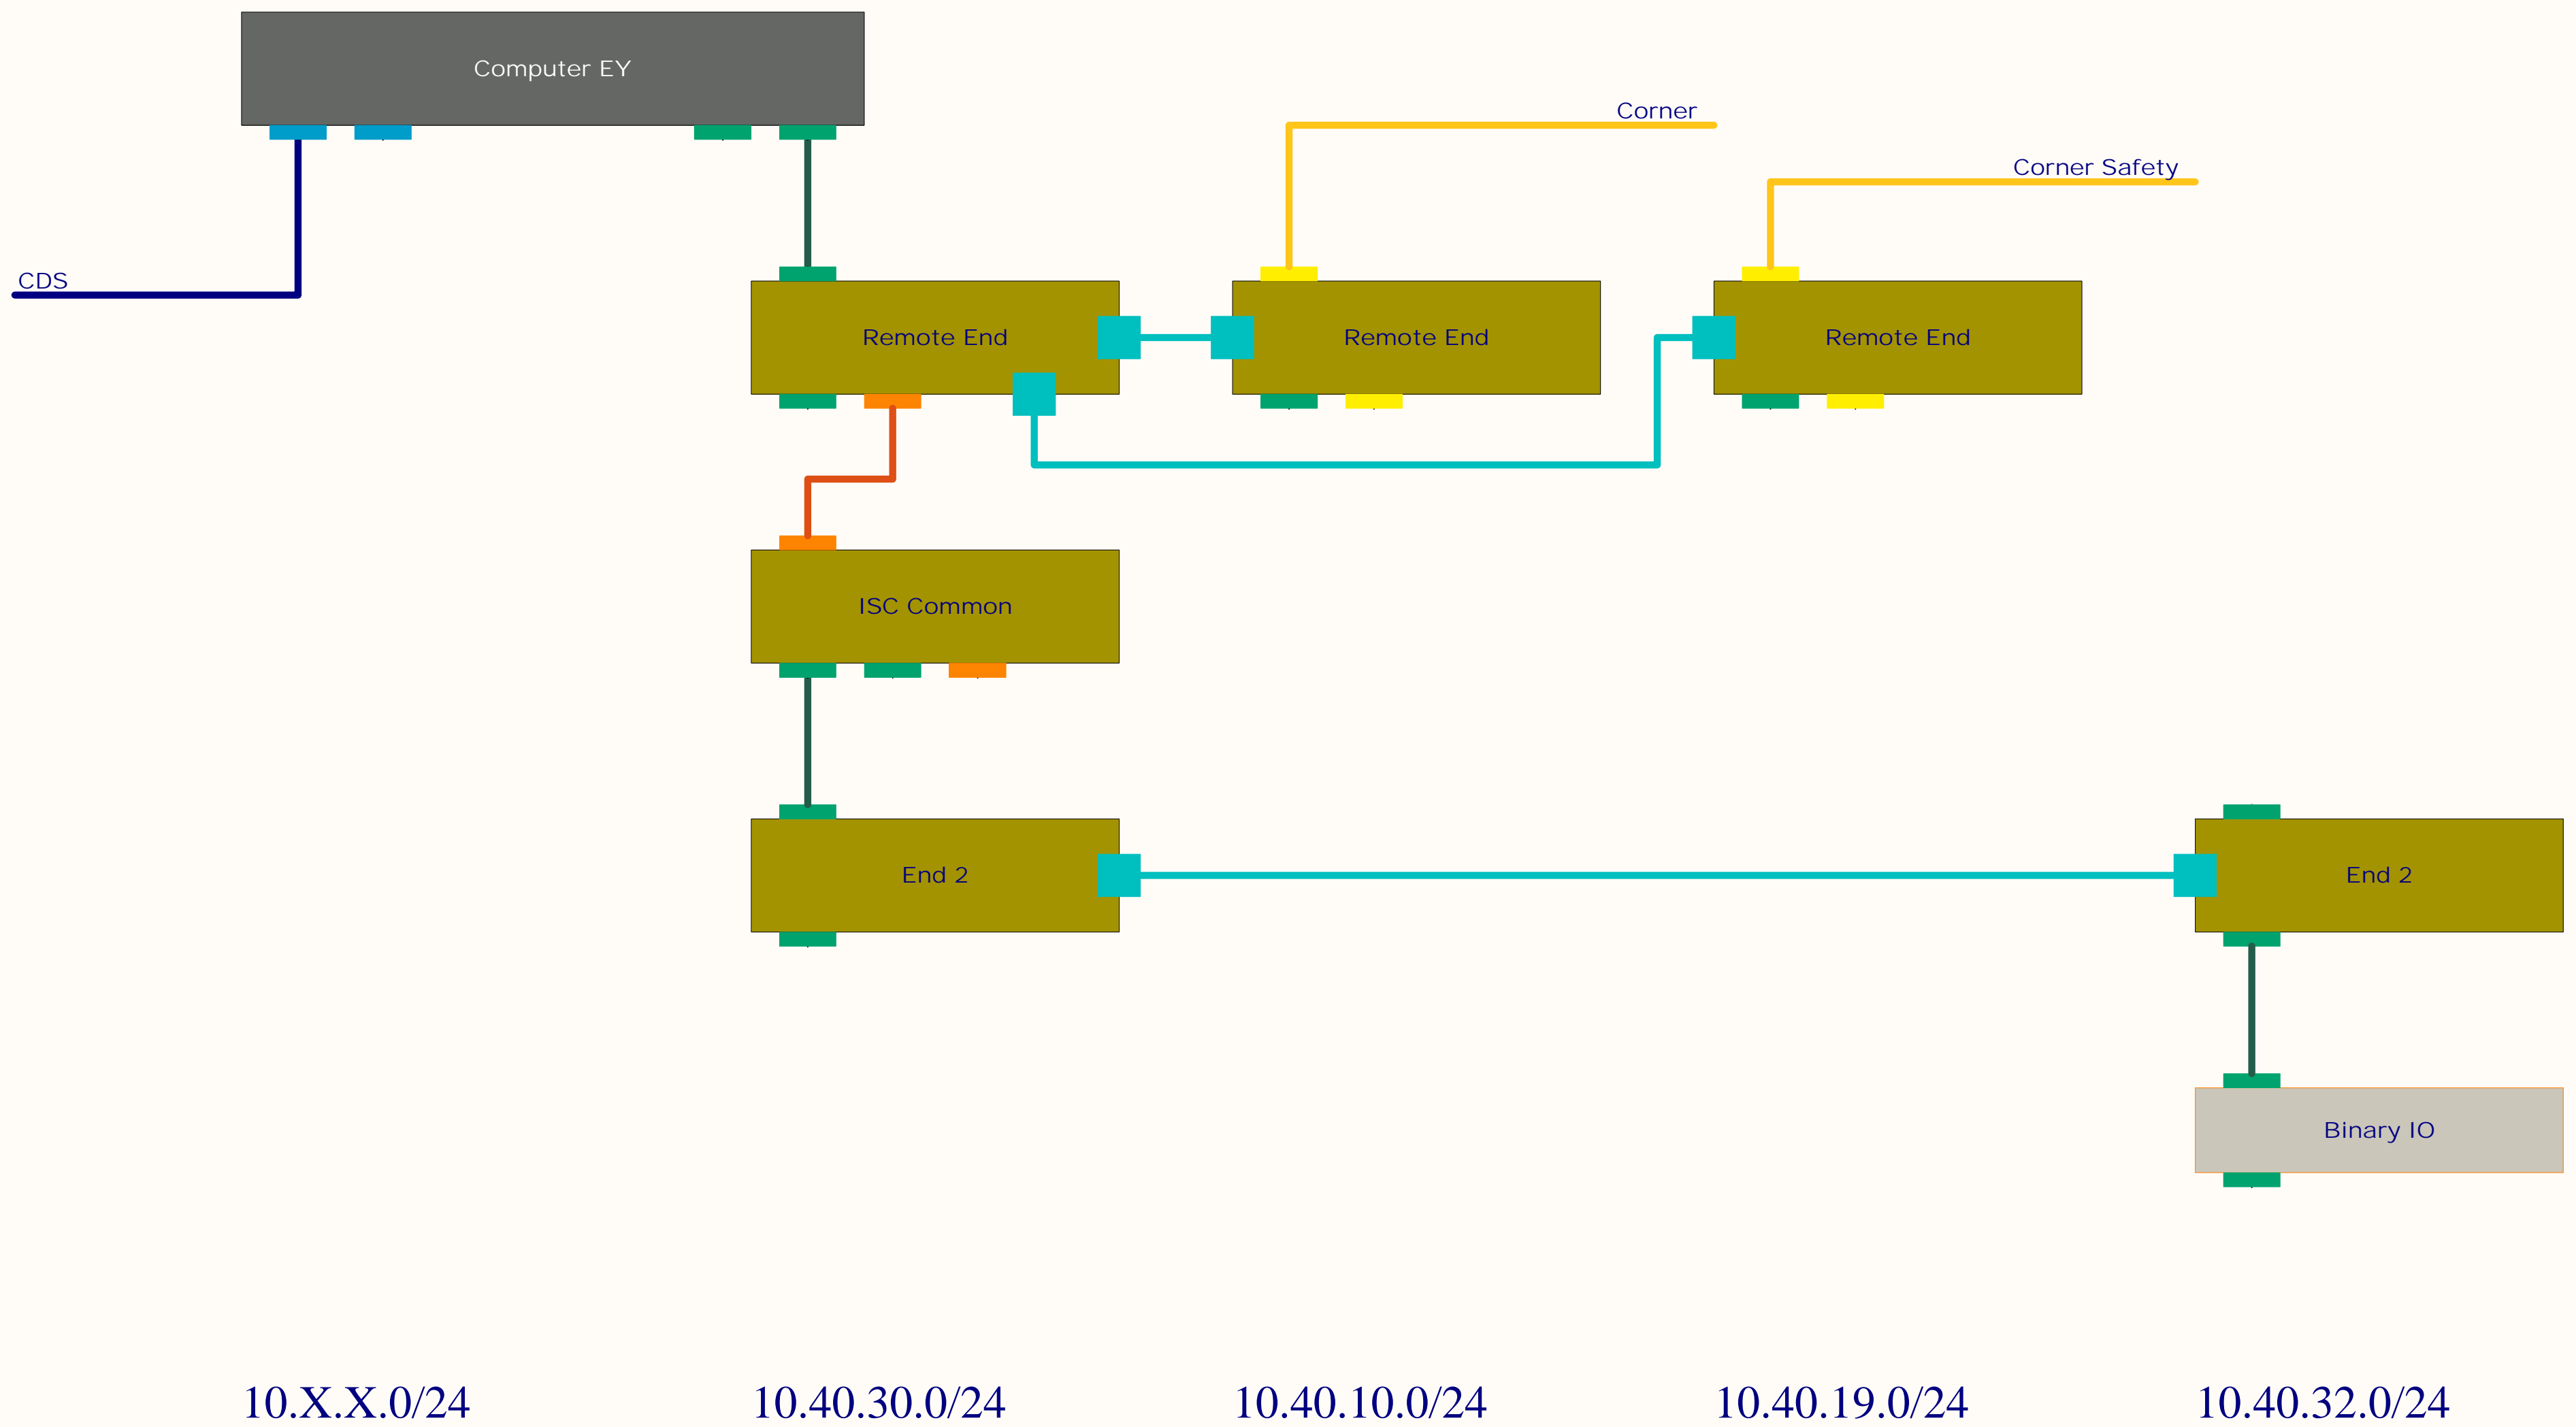 Computer EY
Corner
Corner Safety
CDS
Remote End
Remote End
Remote End
ISC Common
End 2
End 2
Binary IO
10.X.X.0/24
10.40.30.0/24
10.40.10.0/24
10.40.19.0/24
10.40.32.0/24